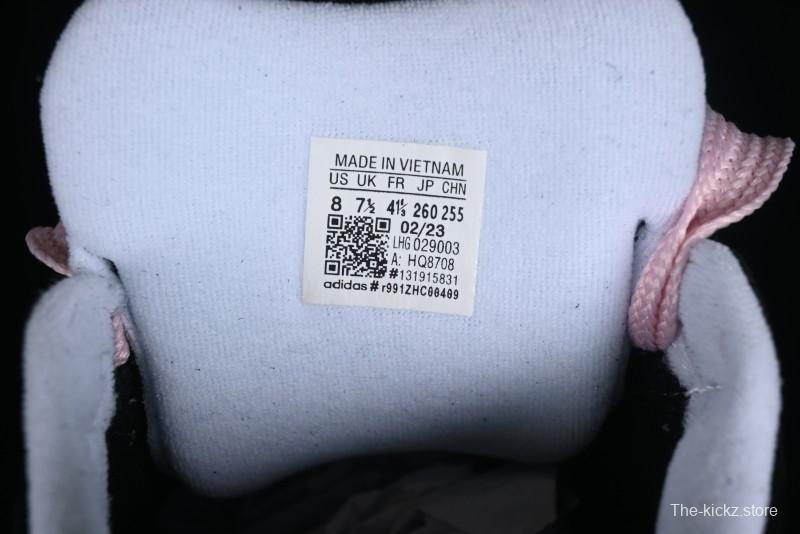 MADE IN VIETNAM
US UK FR JP CHN
8 7½ 41⅓ 260 255
02/23
LHG 029003
A: HQ8708
#131915831
adidas # r991ZHC00409
The-kickz.store